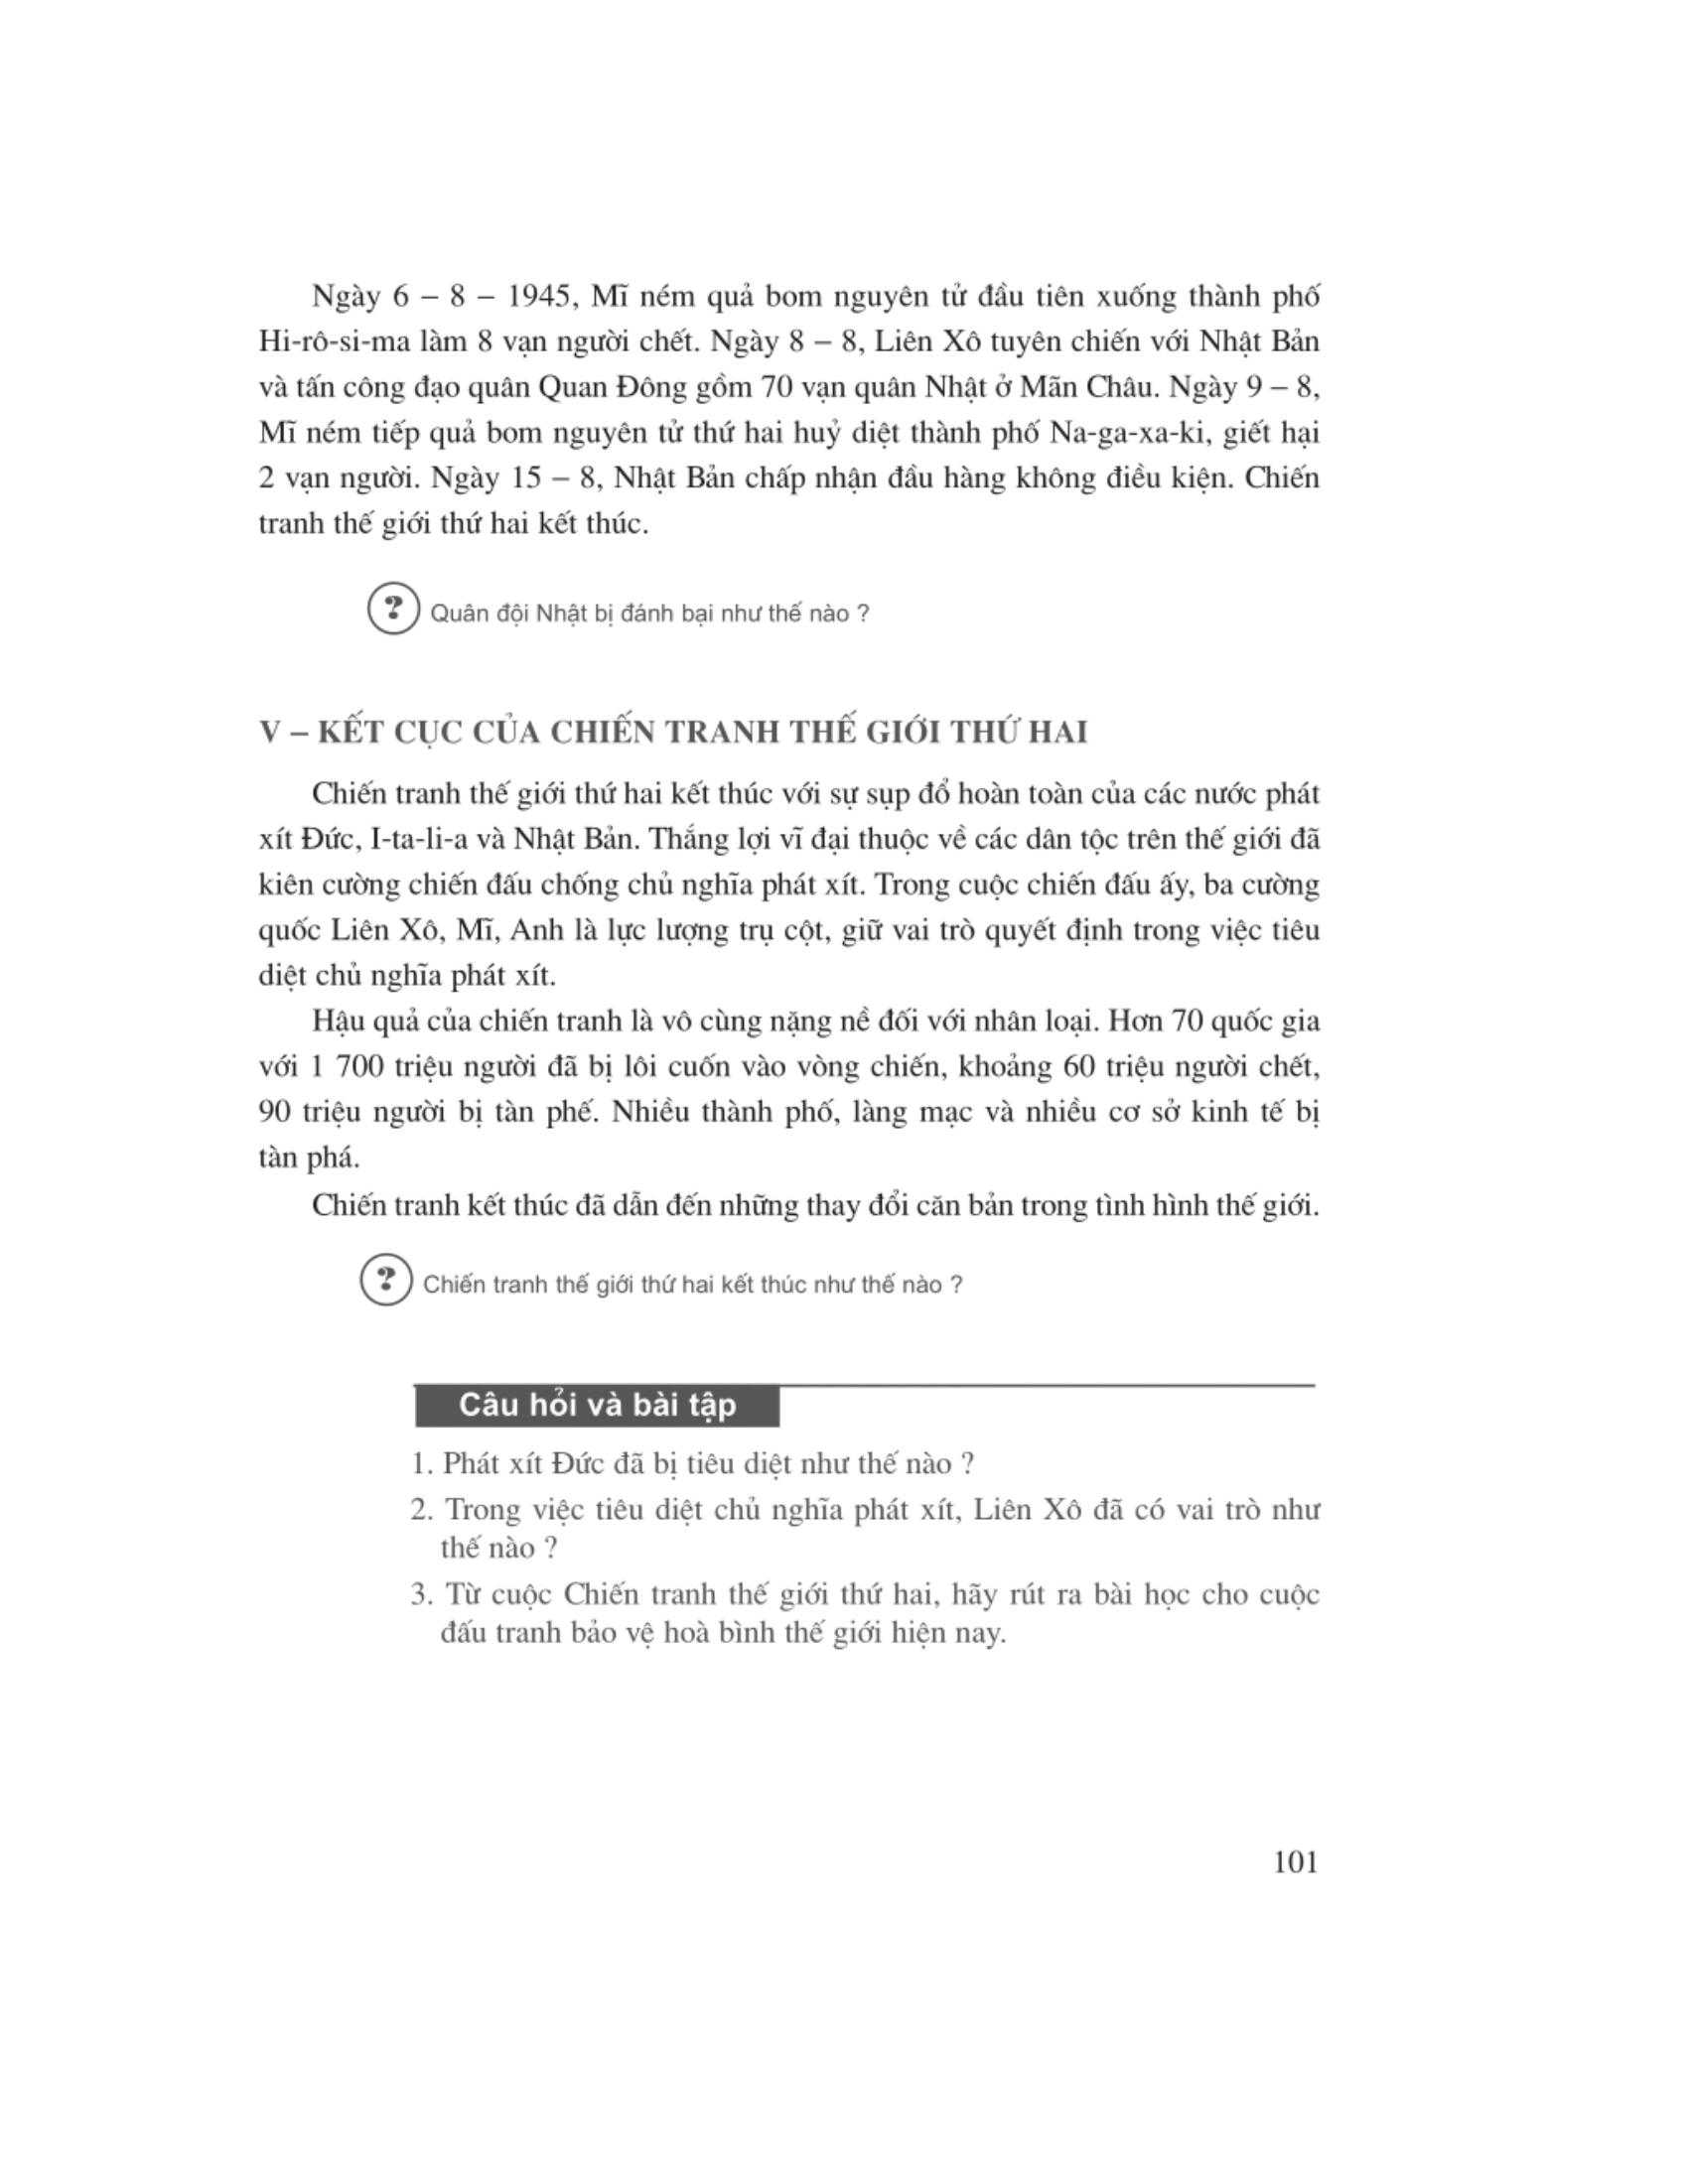 Ngày 6 – 8 – 1945, Mĩ ném quả bom nguyên tử đầu tiên xuống thành phố
Hi-rô-si-ma làm 8 vạn người chết. Ngày 8 – 8, Liên Xô tuyên chiến với Nhật Bản
và tấn công đạo quân Quan Đông gồm 70 vạn quân Nhật ở Mãn Châu. Ngày 9 – 8,
Mĩ ném tiếp quả bom nguyên tử thứ hai huỷ diệt thành phố Na-ga-xa-ki, giết hại
2 vạn người. Ngày 15 – 8, Nhật Bản chấp nhận đầu hàng không điều kiện. Chiến
tranh thế giới thứ hai kết thúc.
? Quân đội Nhật bị đánh bại như thế nào ?
V – KẾT CỤC CỦA CHIẾN TRANH THẾ GIỚI THỨ HAI
Chiến tranh thế giới thứ hai kết thúc với sự sụp đổ hoàn toàn của các nước phát
xít Đức, I-ta-li-a và Nhật Bản. Thắng lợi vĩ đại thuộc về các dân tộc trên thế giới đã
kiên cường chiến đấu chống chủ nghĩa phát xít. Trong cuộc chiến đấu ấy, ba cường
quốc Liên Xô, Mĩ, Anh là lực lượng trụ cột, giữ vai trò quyết định trong việc tiêu
diệt chủ nghĩa phát xít.
Hậu quả của chiến tranh là vô cùng nặng nề đối với nhân loại. Hơn 70 quốc gia
với 1 700 triệu người đã bị lôi cuốn vào vòng chiến, khoảng 60 triệu người chết,
90 triệu người bị tàn phế. Nhiều thành phố, làng mạc và nhiều cơ sở kinh tế bị
tàn phá.
Chiến tranh kết thúc đã dẫn đến những thay đổi căn bản trong tình hình thế giới.
? Chiến tranh thế giới thứ hai kết thúc như thế nào ?
Câu hỏi và bài tập
1. Phát xít Đức đã bị tiêu diệt như thế nào ?
2. Trong việc tiêu diệt chủ nghĩa phát xít, Liên Xô đã có vai trò như
thế nào ?
3. Từ cuộc Chiến tranh thế giới thứ hai, hãy rút ra bài học cho cuộc
đấu tranh bảo vệ hoà bình thế giới hiện nay.
101